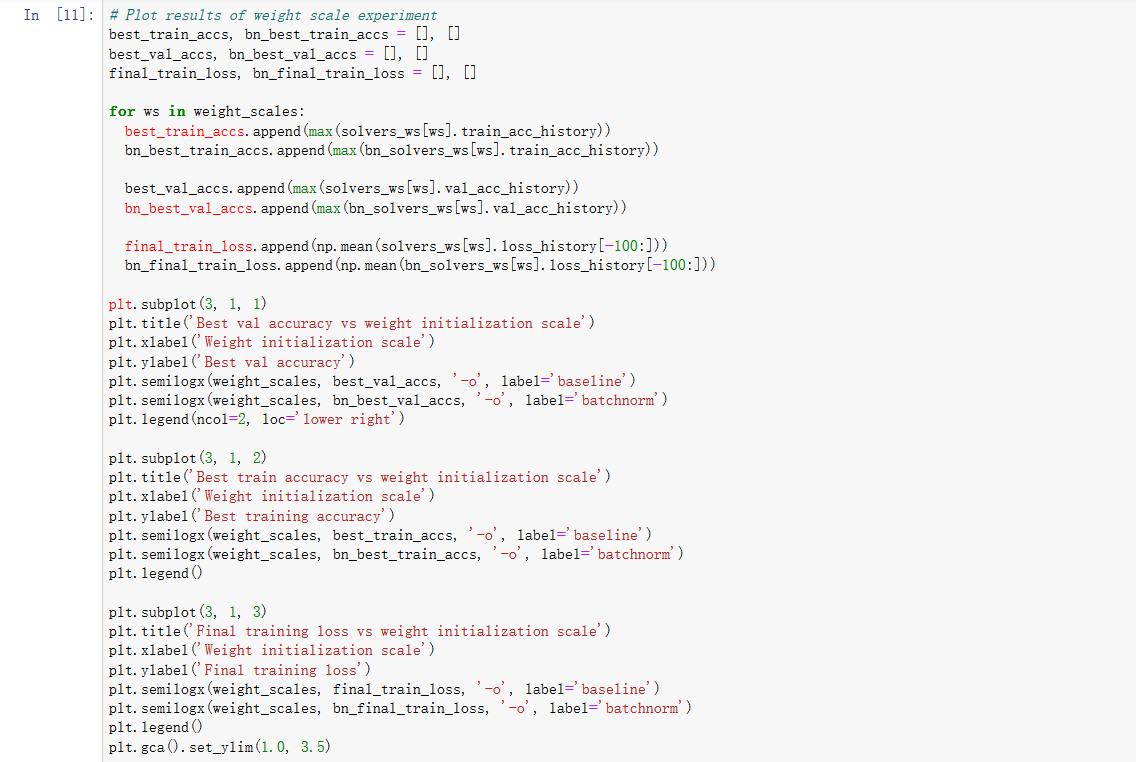 In [11]: # Plot results of weight scale experiment
best_train_accs, bn_best_train_accs = [], []
best_val_accs, bn_best_val_accs = [], []
final_train_loss, bn_final_train_loss = [], []

for ws in weight_scales:
  best_train_accs.append(max(solvers_ws[ws].train_acc_history))
  bn_best_train_accs.append(max(bn_solvers_ws[ws].train_acc_history))

  best_val_accs.append(max(solvers_ws[ws].val_acc_history))
  bn_best_val_accs.append(max(bn_solvers_ws[ws].val_acc_history))

  final_train_loss.append(np.mean(solvers_ws[ws].loss_history[-100:]))
  bn_final_train_loss.append(np.mean(bn_solvers_ws[ws].loss_history[-100:]))

plt.subplot(3, 1, 1)
plt.title('Best val accuracy vs weight initialization scale')
plt.xlabel('Weight initialization scale')
plt.ylabel('Best val accuracy')
plt.semilogx(weight_scales, best_val_accs, '-o', label='baseline')
plt.semilogx(weight_scales, bn_best_val_accs, '-o', label='batchnorm')
plt.legend(ncol=2, loc='lower right')

plt.subplot(3, 1, 2)
plt.title('Best train accuracy vs weight initialization scale')
plt.xlabel('Weight initialization scale')
plt.ylabel('Best training accuracy')
plt.semilogx(weight_scales, best_train_accs, '-o', label='baseline')
plt.semilogx(weight_scales, bn_best_train_accs, '-o', label='batchnorm')
plt.legend()

plt.subplot(3, 1, 3)
plt.title('Final training loss vs weight initialization scale')
plt.xlabel('Weight initialization scale')
plt.ylabel('Final training loss')
plt.semilogx(weight_scales, final_train_loss, '-o', label='baseline')
plt.semilogx(weight_scales, bn_final_train_loss, '-o', label='batchnorm')
plt.legend()
plt.gca().set_ylim(1.0, 3.5)